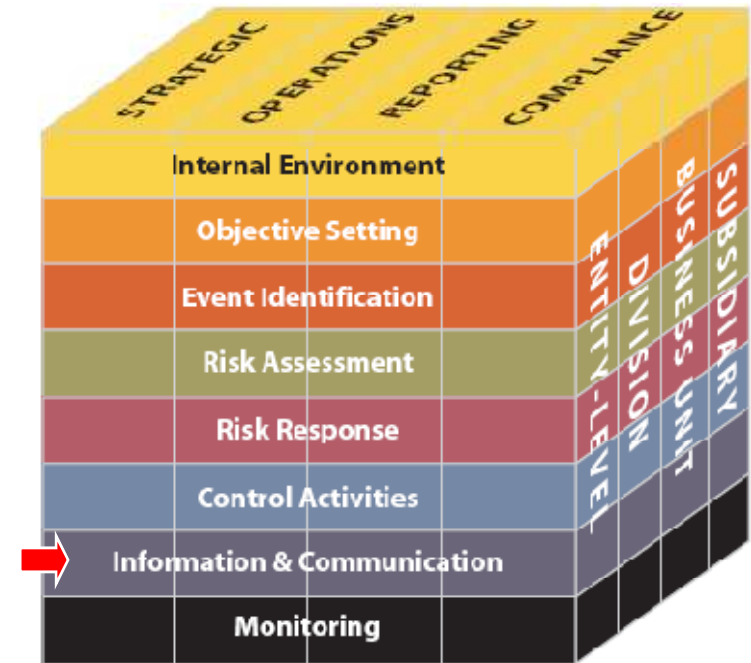 STRATEGIC
OPERATIONS
REPORTING
COMPLIANCE
Internal Environment
Objective Setting
Event Identification
Risk Assessment
Risk Response
Control Activities
Information & Communication
Monitoring
ENTITY-LEVEL
DIVISION
BUSINESS UNIT
SUBSIDIARY